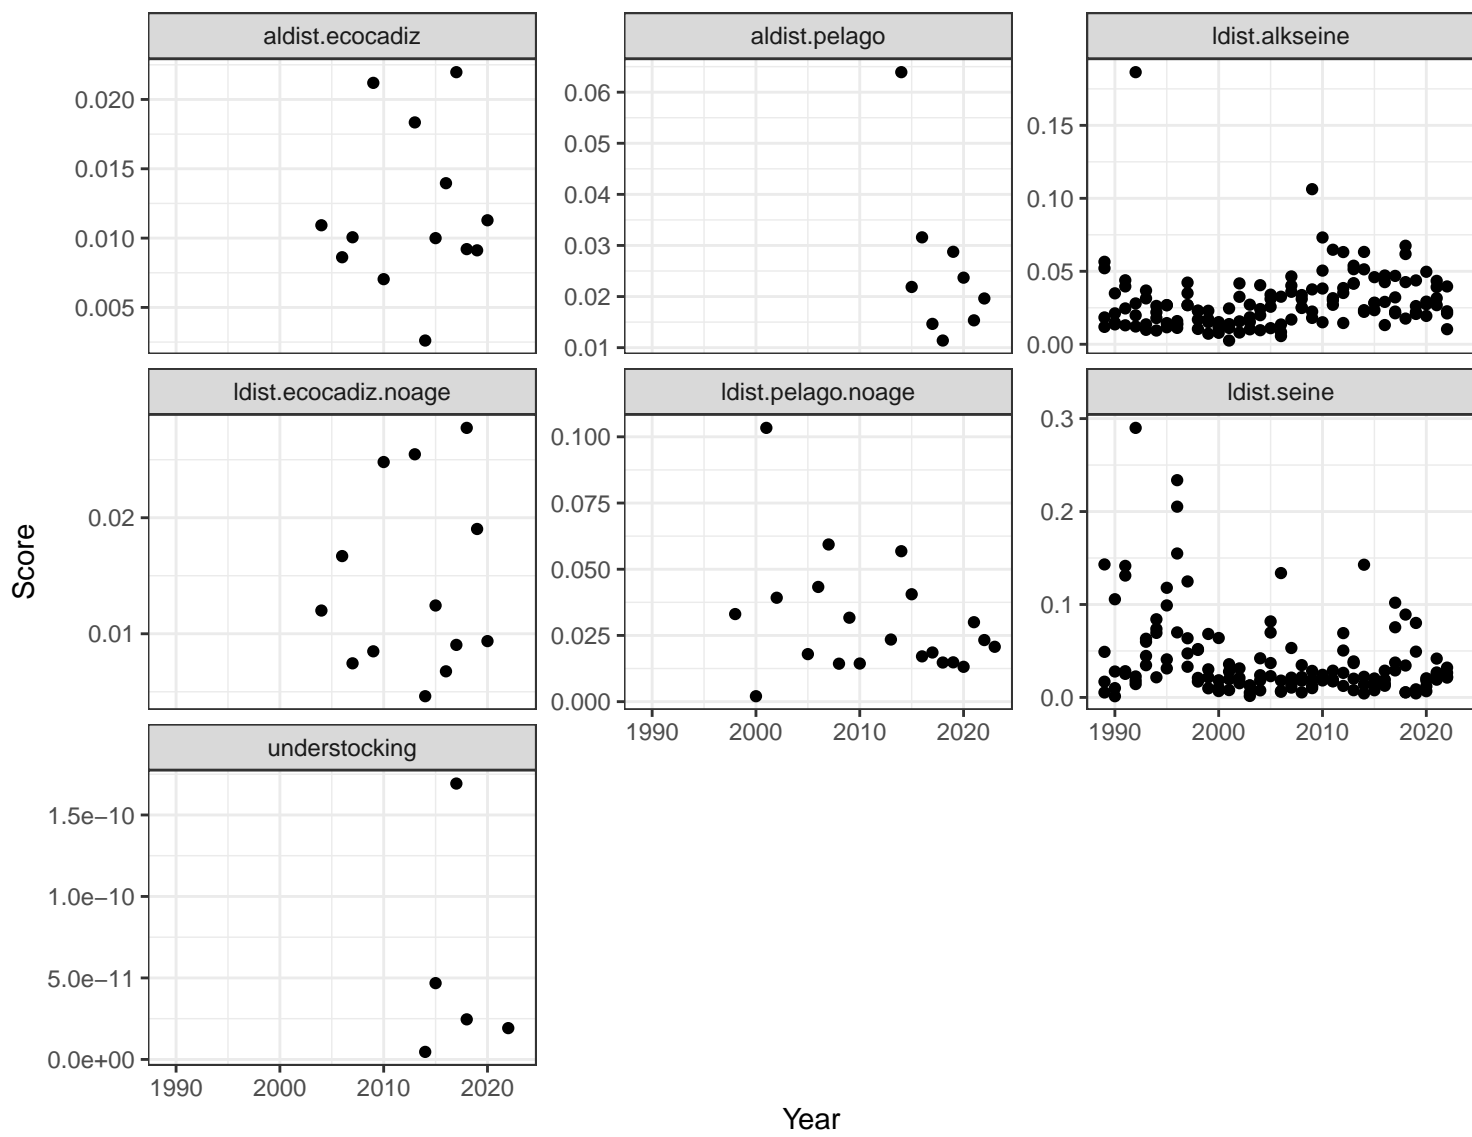 aldist.ecocadiz
aldist.pelago
ldist.alkseine
0.020
0.015
0.010
0.005
0.06
0.05
0.04
0.03
0.02
0.01
0.15
0.10
0.05
0.00
ldist.ecocadiz.noage
ldist.pelago.noage
ldist.seine
0.02
0.01
0.100
0.075
0.050
0.025
0.000
0.3
0.2
0.1
0.0
1990 2000 2010 2020
1990 2000 2010 2020
understocking
1.5e−10
1.0e−10
5.0e−11
0.0e+00
1990 2000 2010 2020
Score
Year